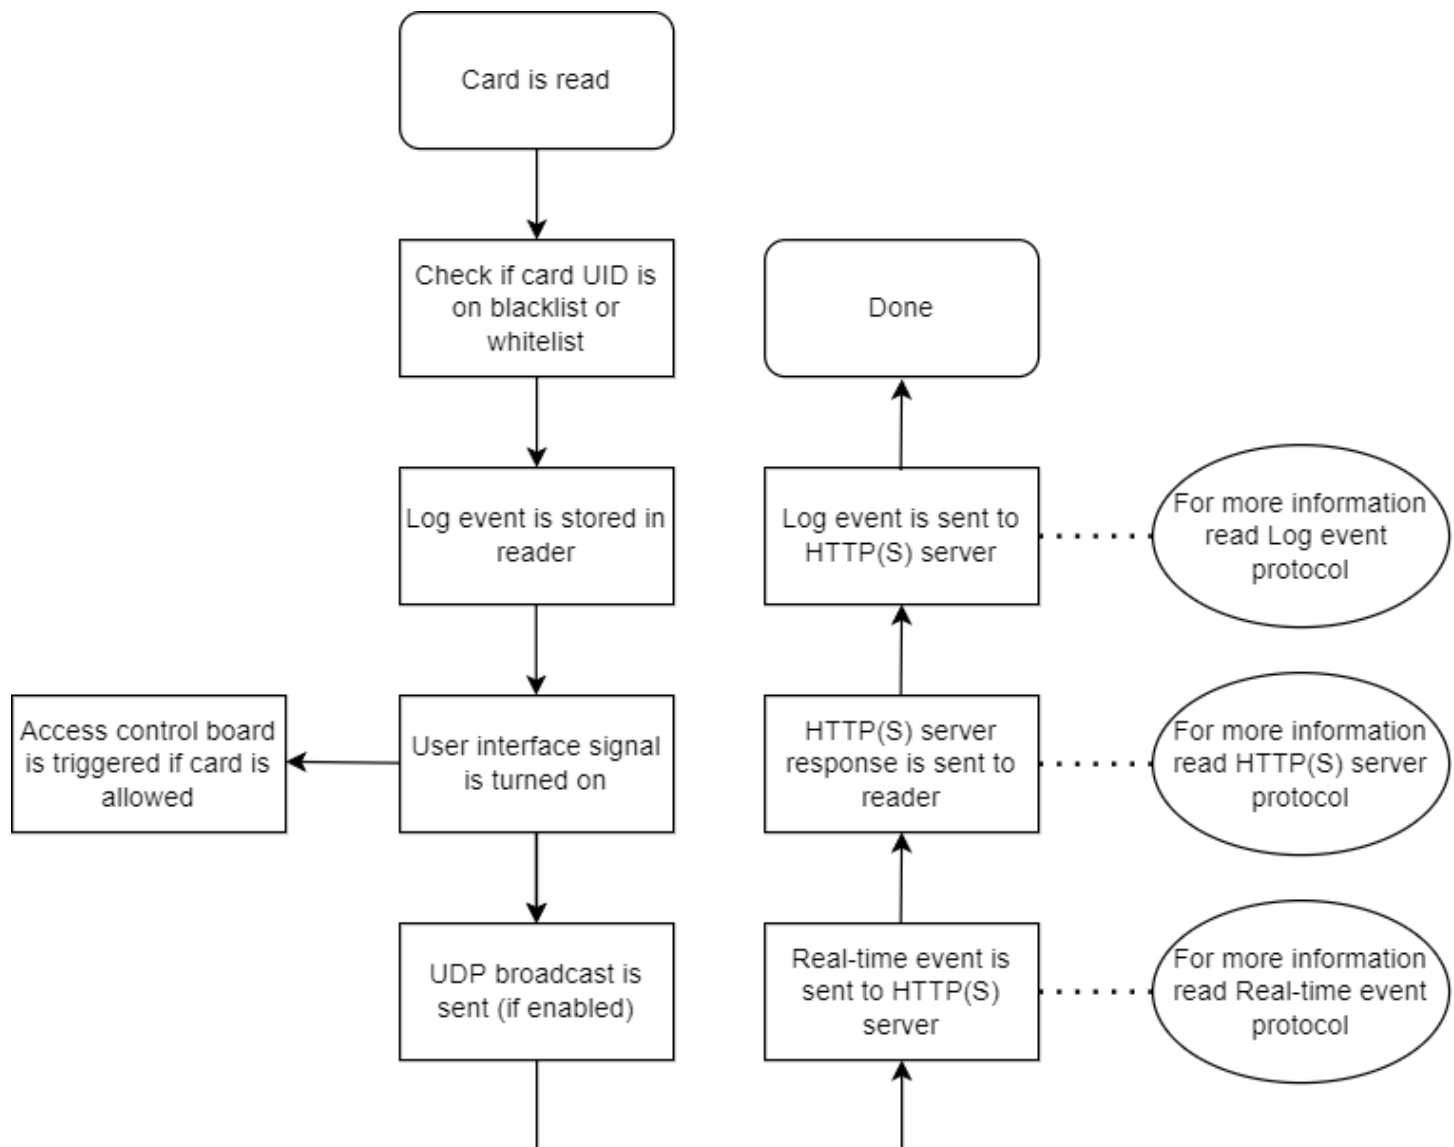 Card is read
Check if card UID is
on blacklist or
whitelist
Log event is stored in
reader
User interface signal
is turned on
Access control board
is triggered if card is
allowed
UDP broadcast is
sent (if enabled)
Real-time event is
sent to HTTP(S)
server
For more information
read Real-time event
protocol
HTTP(S) server
response is sent to
reader
For more information
read HTTP(S) server
protocol
Log event is sent to
HTTP(S) server
For more information
read Log event
protocol
Done